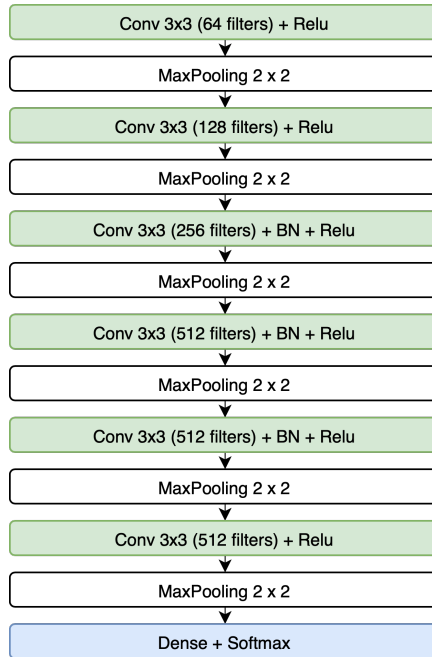 Conv 3x3 (64 filters) + Relu
MaxPooling 2 x 2
Conv 3x3 (128 filters) + Relu
MaxPooling 2 x 2
Conv 3x3 (256 filters) + BN + Relu
MaxPooling 2 x 2
Conv 3x3 (512 filters) + BN + Relu
MaxPooling 2 x 2
Conv 3x3 (512 filters) + BN + Relu
MaxPooling 2 x 2
Conv 3x3 (512 filters) + Relu
MaxPooling 2 x 2
Dense + Softmax